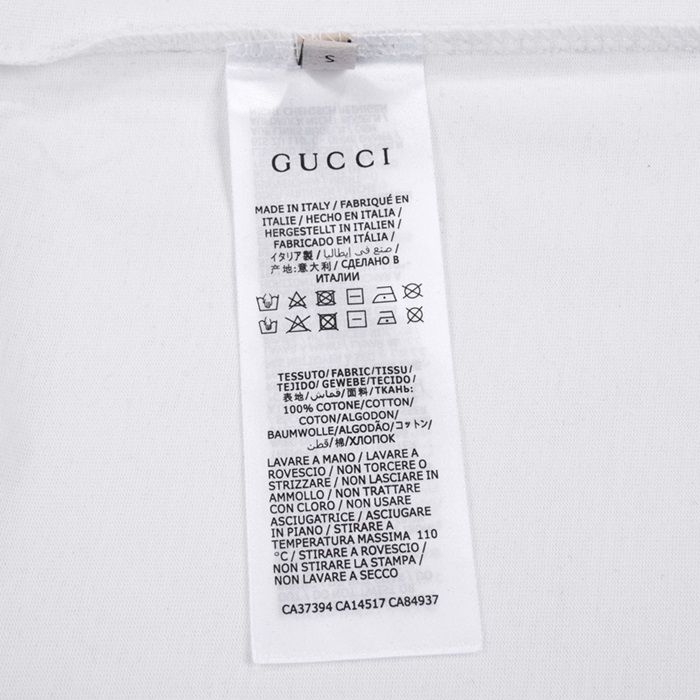 S
GUCCI
MADE IN ITALY / FABRIQUÉ EN
ITALIE / HECHO EN ITALIA /
HERGESTELLT IN ITALIEN /
FABRICADO EM ITÁLIA /
イタリア製 / صنع في إيطاليا /
产地:意大利 / СДЕЛАНО В
ИТАЛИИ
TESSUTO/FABRIC/TISSU/
TEJIDO/ GEWEBE/TECIDO/
表地/قماش/面料/ТКАНЬ:
100% COTONE/COTTON/
COTON/ALGODON/
BAUMWOLLE/ALGODÃO/コットン/
قطن/棉/ХЛОПОК
LAVARE A MANO / LAVARE A
ROVESCIO / NON TORCERE O
STRIZZARE / NON LASCIARE IN
AMMOLLO / NON TRATTARE
CON CLORO / NON USARE
ASCIUGATRICE / ASCIUGARE
IN PIANO / STIRARE A
TEMPERATURA MASSIMA 110
°C / STIRARE A ROVESCIO /
NON STIRARE LA STAMPA /
NON LAVARE A SECCO
CA37394 CA14517 CA84937